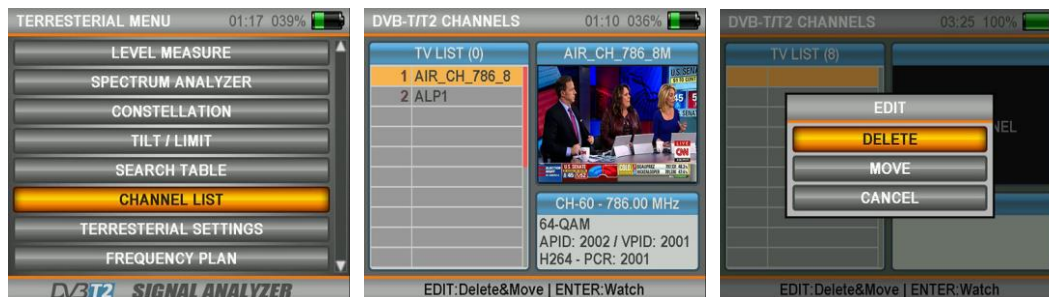 TERRESTERIAL MENU 01:17 039%
LEVEL MEASURE
SPECTRUM ANALYZER
CONSTELLATION
TILT / LIMIT
SEARCH TABLE
CHANNEL LIST
TERRESTERIAL SETTINGS
FREQUENCY PLAN
DVB T2 SIGNAL ANALYZER
DVB-T/T2 CHANNELS 01:10 036%
TV LIST (0)
1 AIR_CH_786_8
2 ALP1
AIR_CH_786_8M
LIVE
CNN
CH-60 - 786.00 MHz
64-QAM
APID: 2002 / VPID: 2001
H264 - PCR: 2001
EDIT:Delete&Move | ENTER:Watch
DVB-T/T2 CHANNELS 03:25 100%
TV LIST (8)
NEL
EDIT
DELETE
MOVE
CANCEL
EDIT:Delete&Move | ENTER:Watch